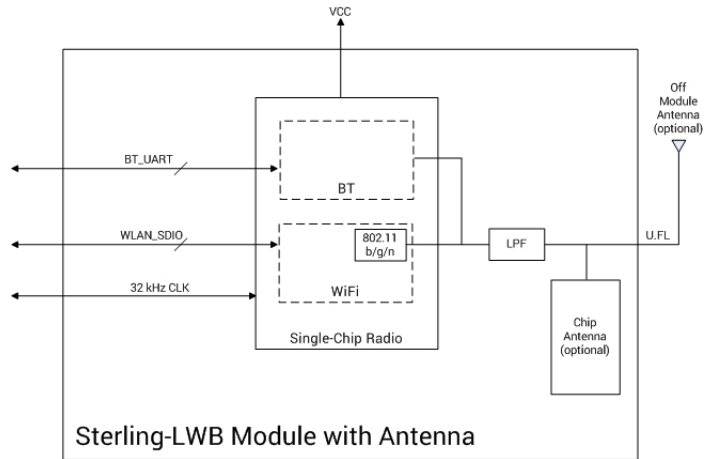 VCC
Off
Module
Antenna
(optional)
BT_UART
BT
WLAN_SDIO
802.11
b/g/n
LPF
U.FL
32 kHz CLK
WiFi
Single-Chip Radio
Chip
Antenna
(optional)
Sterling-LWB Module with Antenna